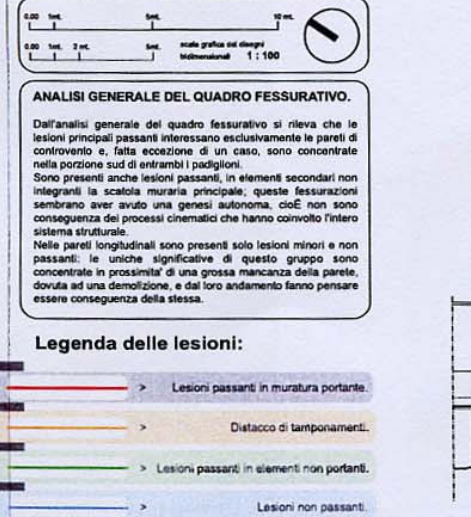 0.00 1mt. 5mt. 10 mt.
0.00 1mt. 2 mt. 5mt. scala grafica dei disegni
bidimensionali 1 : 100
ANALISI GENERALE DEL QUADRO FESSURATIVO.
Dall'analisi generale del quadro fessurativo si rileva che le
lesioni principali passanti interessano esclusivamente le pareti di
controvento e, fatta eccezione di un caso, sono concentrate
nella porzione sud di entrambi i padiglioni.
Sono presenti anche lesioni passanti, in elementi secondari non
integranti la scatola muraria principale; queste fessurazioni
sembrano aver avuto una genesi autonoma, cioÈ non sono
conseguenza dei processi cinematici che hanno coinvolto l'intero
sistema strutturale.
Nelle pareti longitudinali sono presenti solo lesioni minori e non
passanti: le uniche significative di questo gruppo sono
concentrate in prossimita' di una grossa mancanza della parete,
dovuta ad una demolizione, e dal loro andamento fanno pensare
essere conseguenza della stessa.
Legenda delle lesioni:
> Lesioni passanti in muratura portante.
> Distacco di tamponamenti.
> Lesioni passanti in elementi non portanti.
> Lesioni non passanti.